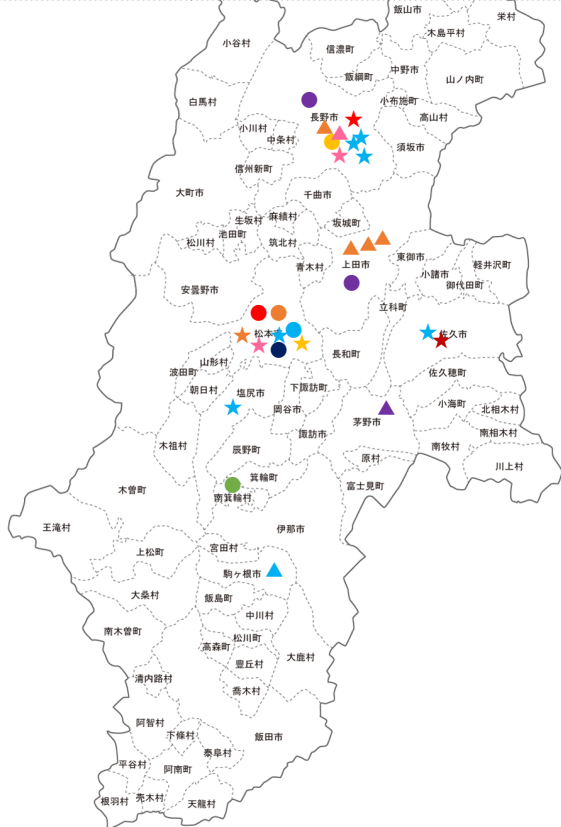 飯山市
栄村
木島平村
小谷村
信濃町
飯綱町
中野市
山ノ内町
白馬村
小布施町
長野市
高山村
小川村
中条村
須坂市
信州新町
大町市
千曲市
生坂村
麻績村
坂城町
池田町
松川村
筑北村
青木村
上田市
東御市
小諸市
軽井沢町
御代田町
安曇野市
立科町
松本市
佐久市
長和町
山形村
波田町
佐久穂町
朝日村
塩尻市
下諏訪町
岡谷市
小海町
北相木村
茅野市
南相木村
諏訪市
木祖村
辰野町
南牧村
原村
川上村
箕輪町
富士見町
木曽町
南箕輪村
王滝村
伊那市
宮田村
上松町
駒ヶ根市
大桑村
飯島町
中川村
南木曽町
松川町
高森町
大鹿村
豊丘村
清内路村
喬木村
阿智村
下條村
飯田市
泰阜村
平谷村
阿南町
根羽村
売木村
天龍村